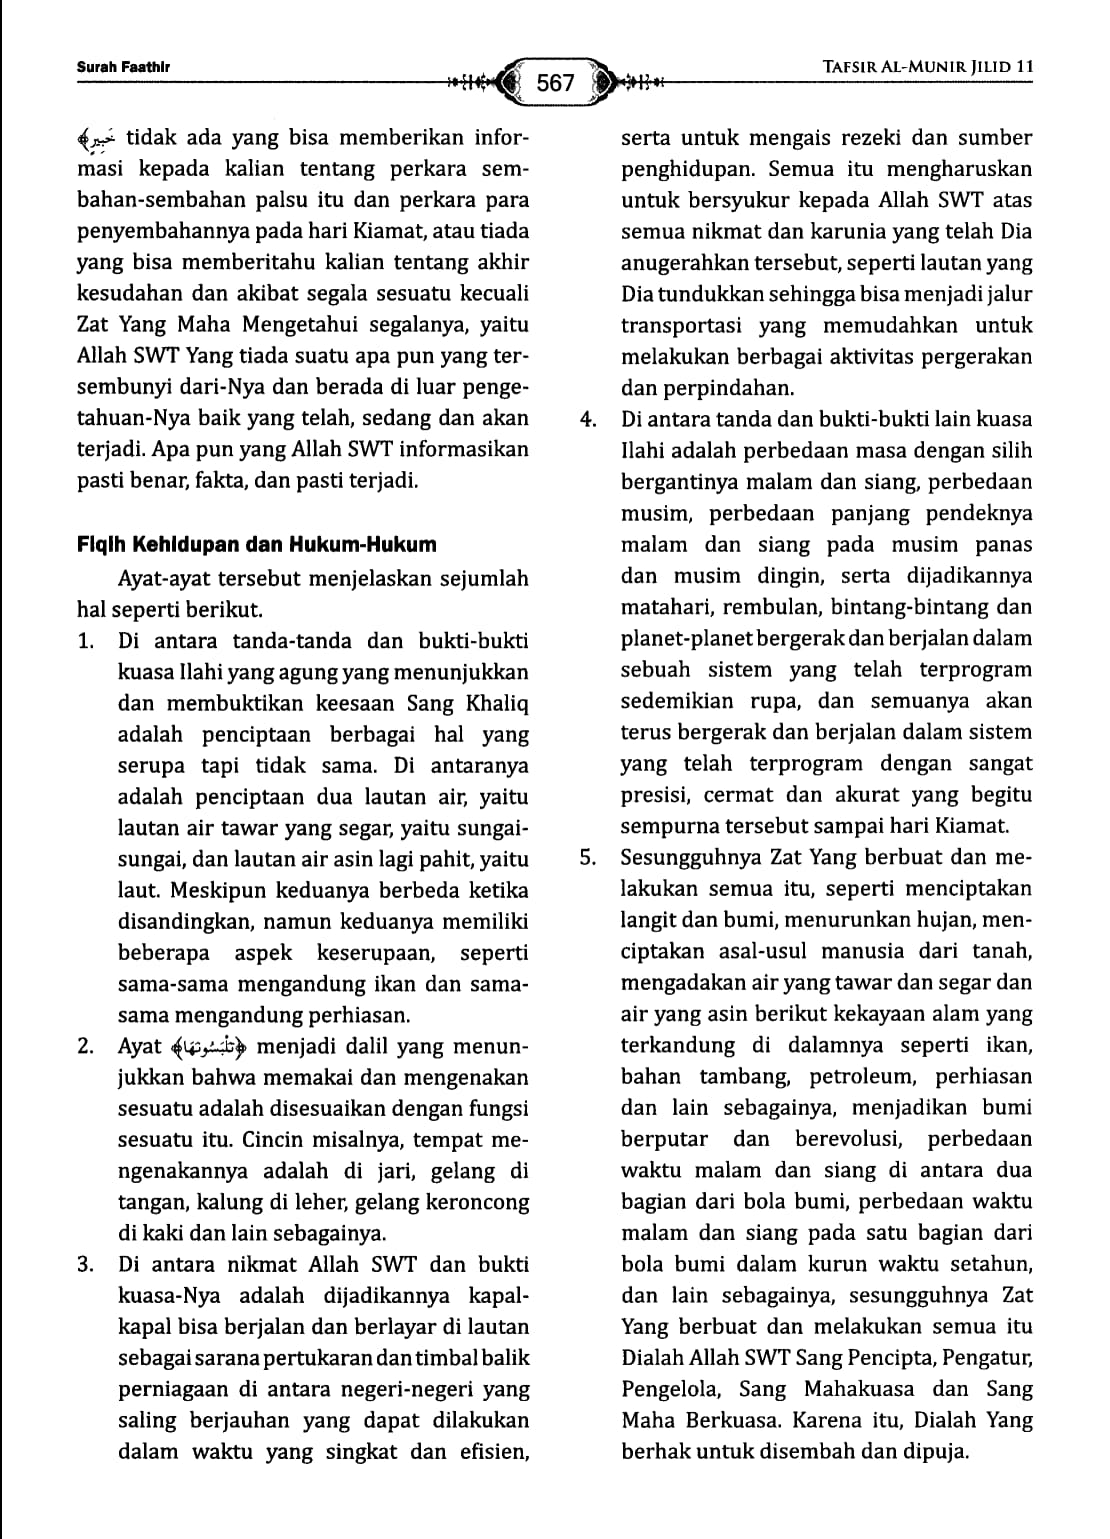 Surah Faathir
567
TAFSIR AL-MUNIR JILID 11
خَبِيرٍ﴾ tidak ada yang bisa memberikan infor-
masi kepada kalian tentang perkara sem-
bahan-sembahan palsu itu dan perkara para
penyembahannya pada hari Kiamat, atau tiada
yang bisa memberitahu kalian tentang akhir
kesudahan dan akibat segala sesuatu kecuali
Zat Yang Maha Mengetahui segalanya, yaitu
Allah SWT Yang tiada suatu apa pun yang ter-
sembunyi dari-Nya dan berada di luar penge-
tahuan-Nya baik yang telah, sedang dan akan
terjadi. Apa pun yang Allah SWT informasikan
pasti benar, fakta, dan pasti terjadi.
Fiqih Kehidupan dan Hukum-Hukum
Ayat-ayat tersebut menjelaskan sejumlah
hal seperti berikut.
1. Di antara tanda-tanda dan bukti-bukti
kuasa Ilahi yang agung yang menunjukkan
dan membuktikan keesaan Sang Khaliq
adalah penciptaan berbagai hal yang
serupa tapi tidak sama. Di antaranya
adalah penciptaan dua lautan air, yaitu
lautan air tawar yang segar, yaitu sungai-
sungai, dan lautan air asin lagi pahit, yaitu
laut. Meskipun keduanya berbeda ketika
disandingkan, namun keduanya memiliki
beberapa aspek keserupaan, seperti
sama-sama mengandung ikan dan sama-
sama mengandung perhiasan.
2. Ayat ﴿تَلْبَسُونَهَا﴾ menjadi dalil yang menun-
jukkan bahwa memakai dan mengenakan
sesuatu adalah disesuaikan dengan fungsi
sesuatu itu. Cincin misalnya, tempat me-
ngenakannya adalah di jari, gelang di
tangan, kalung di leher, gelang keroncong
di kaki dan lain sebagainya.
3. Di antara nikmat Allah SWT dan bukti
kuasa-Nya adalah dijadikannya kapal-
kapal bisa berjalan dan berlayar di lautan
sebagai sarana pertukaran dan timbal balik
perniagaan di antara negeri-negeri yang
saling berjauhan yang dapat dilakukan
dalam waktu yang singkat dan efisien,
serta untuk mengais rezeki dan sumber
penghidupan. Semua itu mengharuskan
untuk bersyukur kepada Allah SWT atas
semua nikmat dan karunia yang telah Dia
anugerahkan tersebut, seperti lautan yang
Dia tundukkan sehingga bisa menjadi jalur
transportasi yang memudahkan untuk
melakukan berbagai aktivitas pergerakan
dan perpindahan.
4. Di antara tanda dan bukti-bukti lain kuasa
Ilahi adalah perbedaan masa dengan silih
bergantinya malam dan siang, perbedaan
musim, perbedaan panjang pendeknya
malam dan siang pada musim panas
dan musim dingin, serta dijadikannya
matahari, rembulan, bintang-bintang dan
planet-planet bergerak dan berjalan dalam
sebuah sistem yang telah terprogram
sedemikian rupa, dan semuanya akan
terus bergerak dan berjalan dalam sistem
yang telah terprogram dengan sangat
presisi, cermat dan akurat yang begitu
sempurna tersebut sampai hari Kiamat.
5. Sesungguhnya Zat Yang berbuat dan me-
lakukan semua itu, seperti menciptakan
langit dan bumi, menurunkan hujan, men-
ciptakan asal-usul manusia dari tanah,
mengadakan air yang tawar dan segar dan
air yang asin berikut kekayaan alam yang
terkandung di dalamnya seperti ikan,
bahan tambang, petroleum, perhiasan
dan lain sebagainya, menjadikan bumi
berputar dan berevolusi, perbedaan
waktu malam dan siang di antara dua
bagian dari bola bumi, perbedaan waktu
malam dan siang pada satu bagian dari
bola bumi dalam kurun waktu setahun,
dan lain sebagainya, sesungguhnya Zat
Yang berbuat dan melakukan semua itu
Dialah Allah SWT Sang Pencipta, Pengatur,
Pengelola, Sang Mahakuasa dan Sang
Maha Berkuasa. Karena itu, Dialah Yang
berhak untuk disembah dan dipuja.